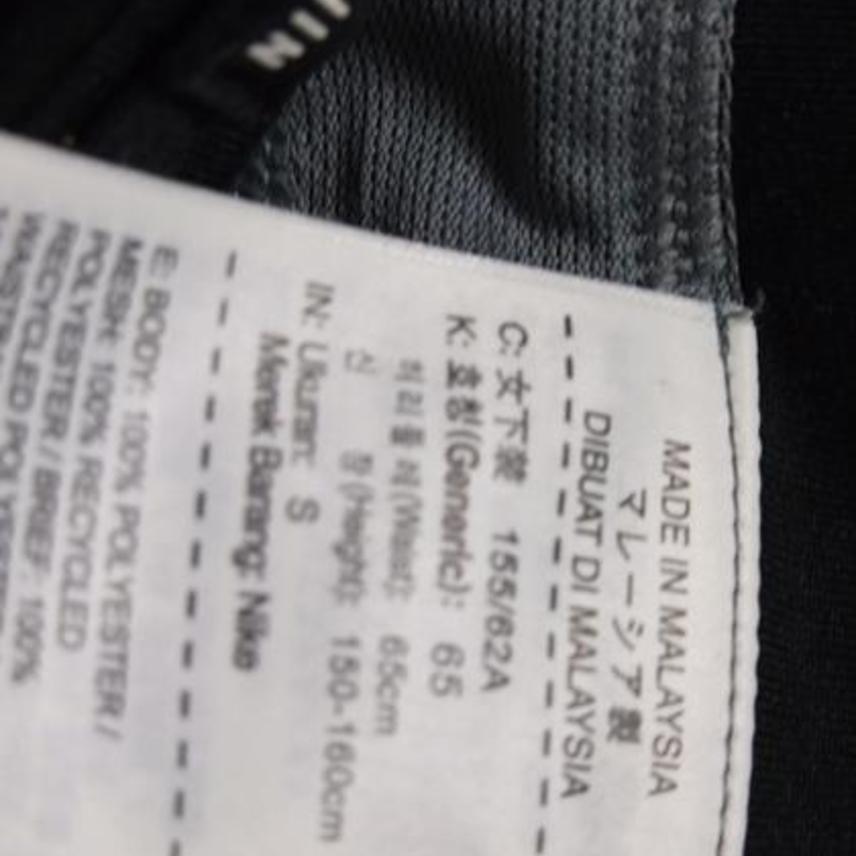 MADE IN MALAYSIA
マレーシア製
DIBUAT DI MALAYSIA
C: 女下装 155/62A
K: 호칭(Generic): 65
허리둘레(Waist): 65cm
신 장(Height): 150-160cm
IN: Ukuran: S
Merek Barang: Nike
E: BODY: 100% POLYESTER /
MESH: 100% RECYCLED
POLYESTER / BRIEF: 100%
RECYCLED POLYESTER